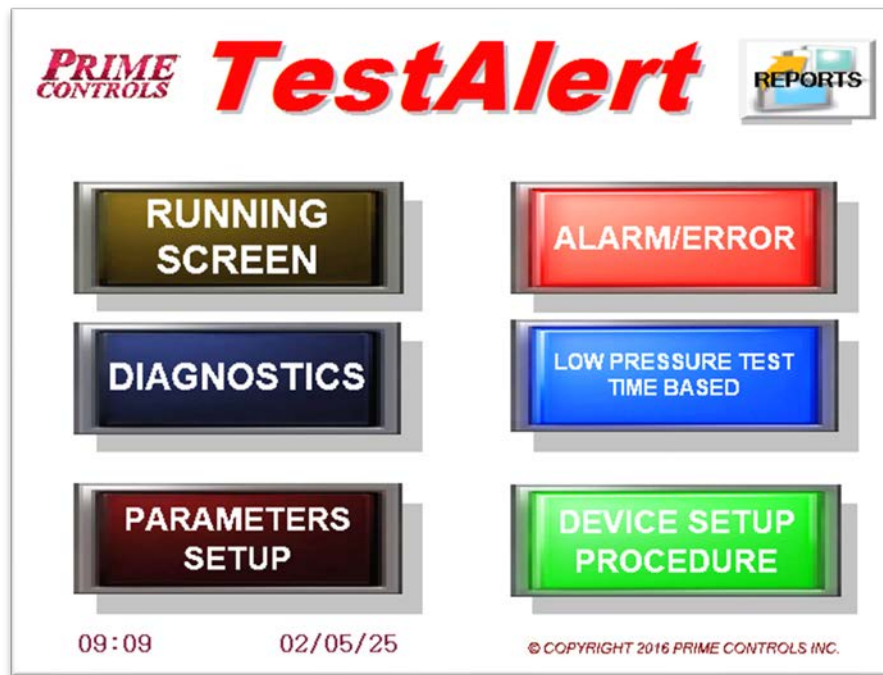 PRIME
CONTROLS
TestAlert
REPORTS
RUNNING
SCREEN
ALARM/ERROR
DIAGNOSTICS
LOW PRESSURE TEST
TIME BASED
PARAMETERS
SETUP
DEVICE SETUP
PROCEDURE
09:09
02/05/25
© COPYRIGHT 2016 PRIME CONTROLS INC.